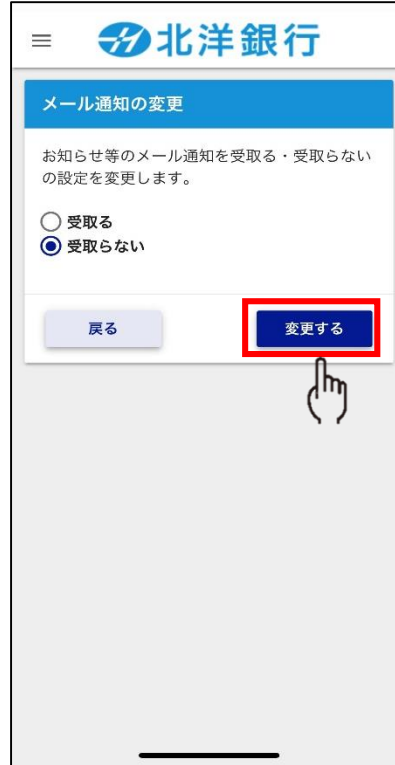 北洋銀行
メール通知の変更
お知らせ等のメール通知を受取る・受取らない
の設定を変更します。
受取る
受取らない
戻る
変更する